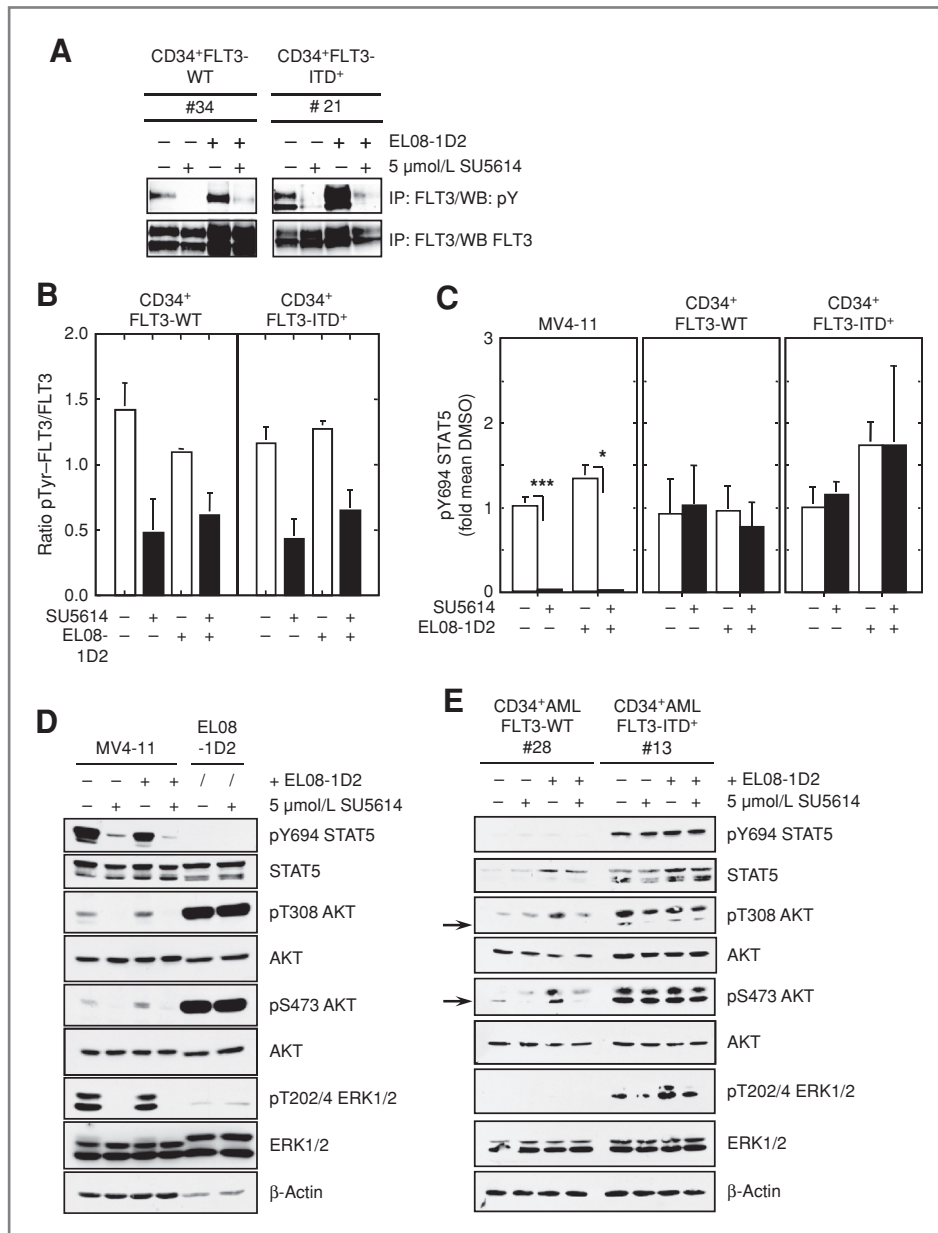 A
CD34+FLT3-
WT
CD34+FLT3-
ITD+
#34
# 21
– – + + – – + + EL08-1D2
– + – + – + – + 5 µmol/L SU5614
IP: FLT3/WB: pY
IP: FLT3/WB FLT3
B
CD34+
FLT3-WT
CD34+
FLT3-ITD+
2.0
1.5
1.0
0.5
0
Ratio pTyr–FLT3/FLT3
SU5614 – + – + – + – +
EL08-1D2 – – + + – – + +
C
MV4-11
CD34+
FLT3-WT
CD34+
FLT3-ITD+
3
2
1
0
pY694 STAT5
(fold mean DMSO)
***
*
SU5614 – + – + – + – + – + – +
EL08-1D2 – – + + – – + + – – + +
D
MV4-11
EL08
-1D2
– – + + / / + EL08-1D2
– + – + – + 5 µmol/L SU5614
pY694 STAT5
STAT5
pT308 AKT
AKT
pS473 AKT
AKT
pT202/4 ERK1/2
ERK1/2
β-Actin
E
CD34+AML
FLT3-WT
#28
CD34+AML
FLT3-ITD+
#13
– – + + – – + + + EL08-1D2
– + – + – + – + 5 µmol/L SU5614
pY694 STAT5
STAT5
pT308 AKT
AKT
pS473 AKT
AKT
pT202/4 ERK1/2
ERK1/2
β-Actin